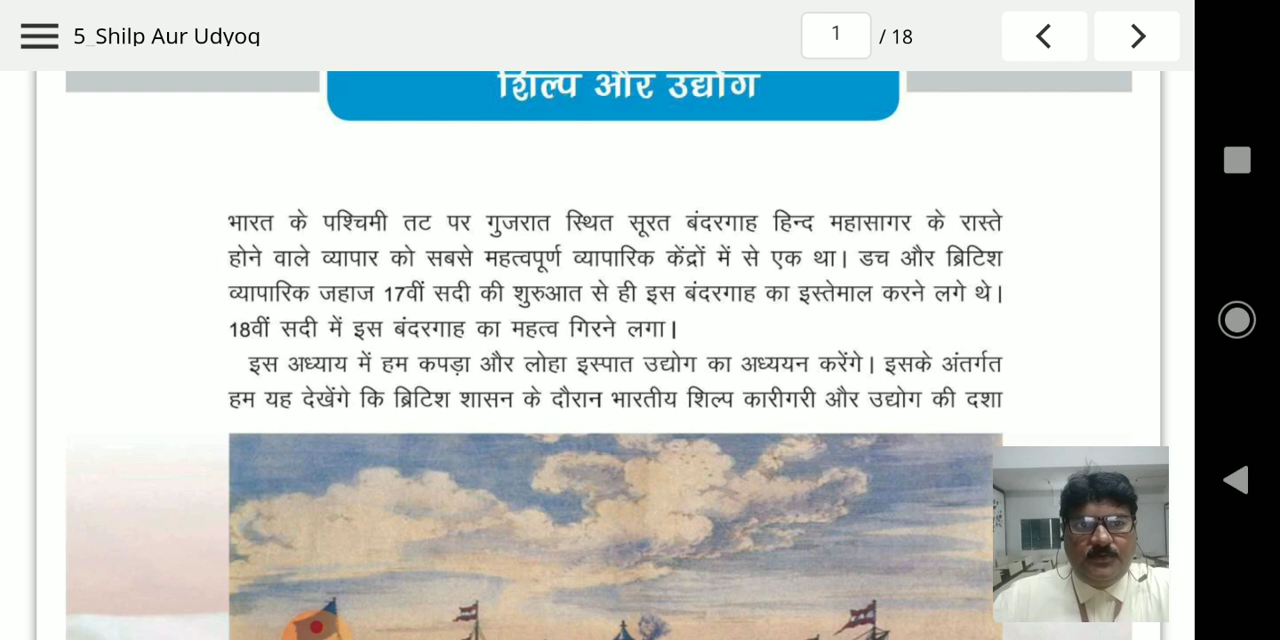 5_Shilp Aur Udyog
1 / 18
शिल्प और उद्योग
भारत के पश्चिमी तट पर गुजरात स्थित सूरत बंदरगाह हिन्द महासागर के रास्ते
होने वाले व्यापार को सबसे महत्वपूर्ण व्यापारिक केंद्रों में से एक था। डच और ब्रिटिश
व्यापारिक जहाज 17वीं सदी की शुरुआत से ही इस बंदरगाह का इस्तेमाल करने लगे थे।
18वीं सदी में इस बंदरगाह का महत्व गिरने लगा।
इस अध्याय में हम कपड़ा और लोहा इस्पात उद्योग का अध्ययन करेंगे। इसके अंतर्गत
हम यह देखेंगे कि ब्रिटिश शासन के दौरान भारतीय शिल्प कारीगरी और उद्योग की दशा